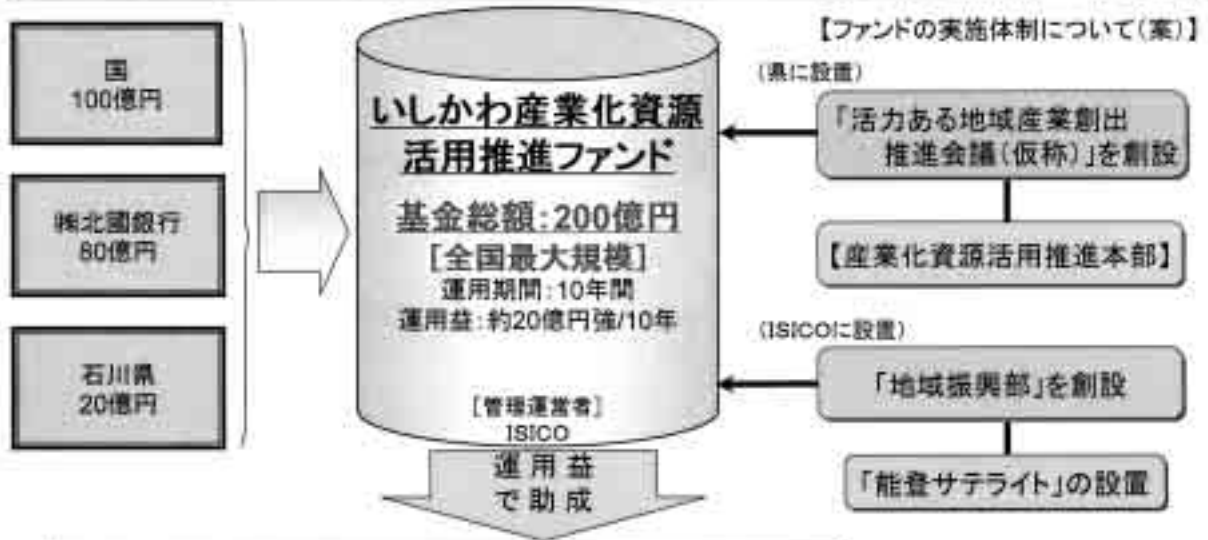 国
100億円
㈱北國銀行
80億円
石川県
20億円
いしかわ産業化資源
活用推進ファンド
基金総額:200億円
[全国最大規模]
運用期間:10年間
運用益:約20億円強/10年
[管理運営者]
ISICO
運用益
で助成
【ファンドの実施体制について(案)】
(県に設置)
「活力ある地域産業創出
推進会議(仮称)」を創設
【産業化資源活用推進本部】
(ISICOに設置)
「地域振興部」を創設
「能登サテライト」の設置